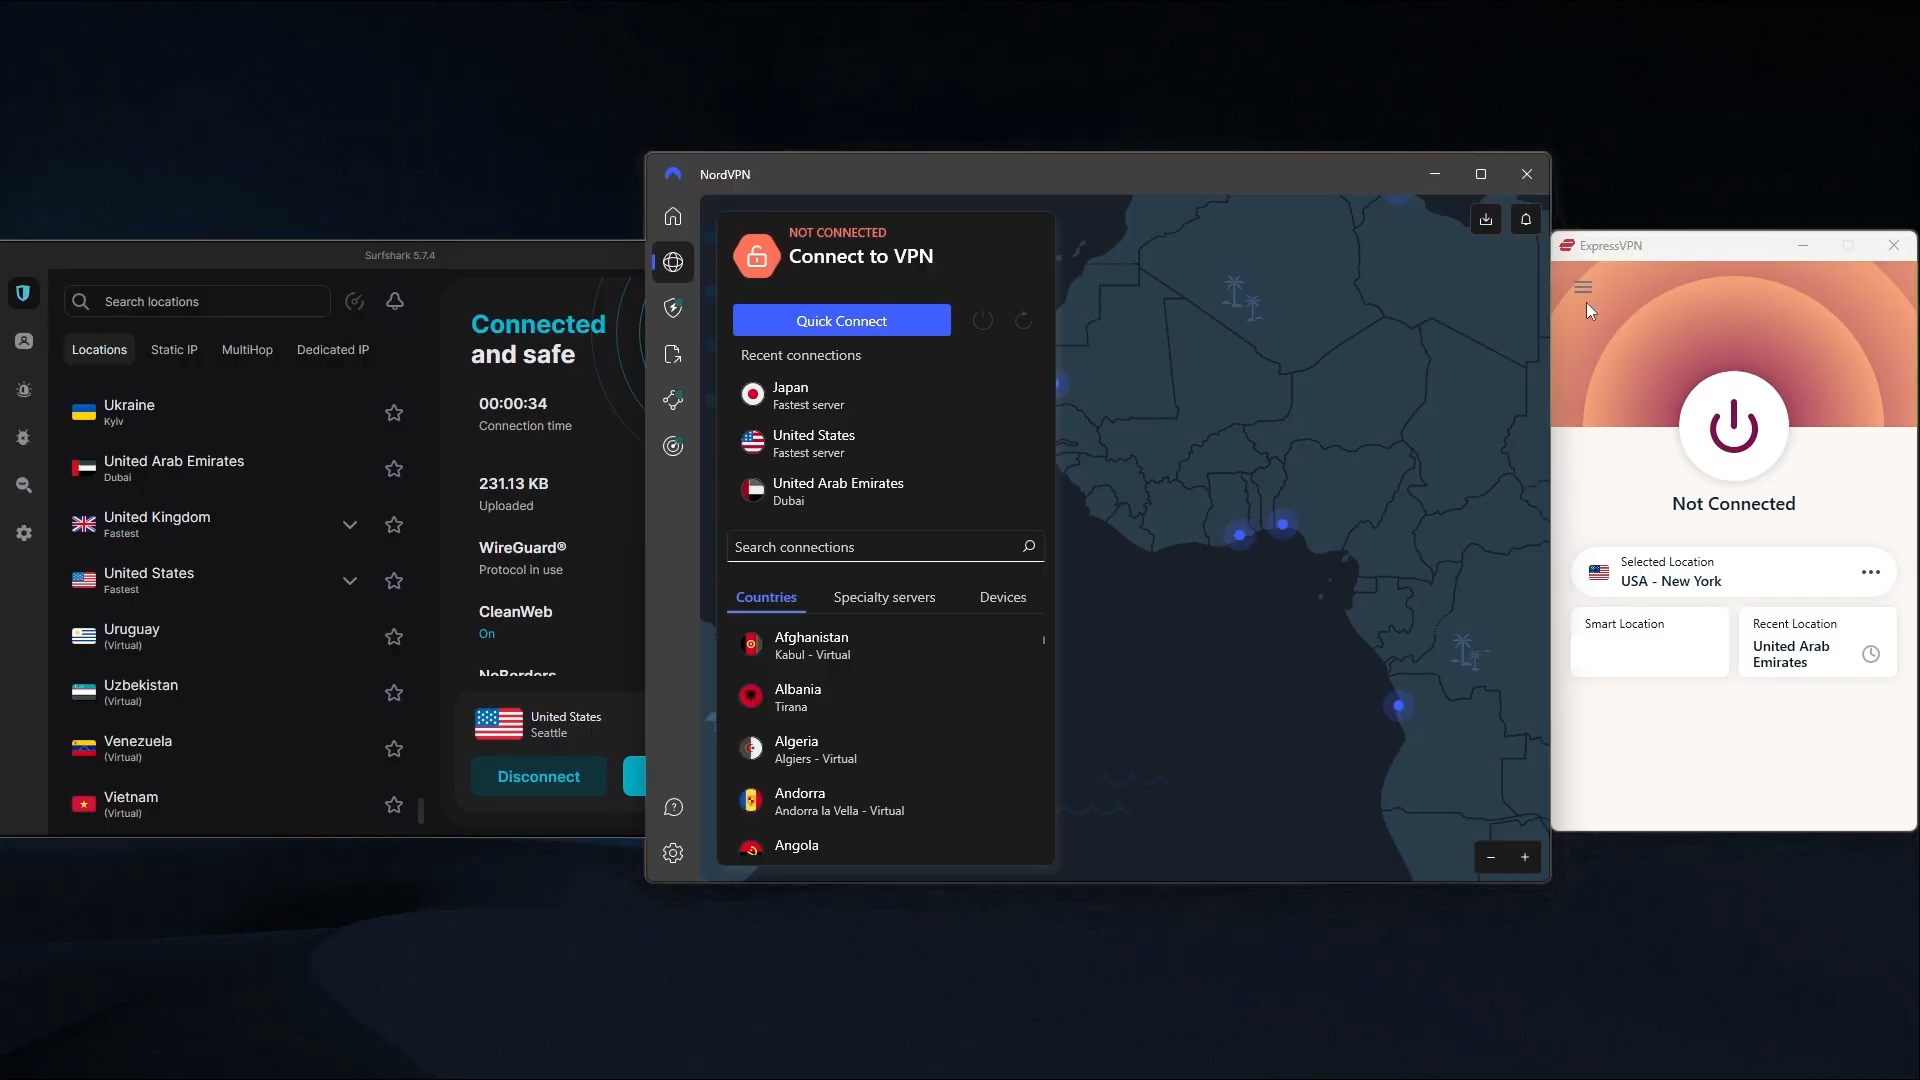 Surfshark 5.7.4
Search locations
Locations
Static IP
MultiHop
Dedicated IP
Ukraine
Kyiv
United Arab Emirates
Dubai
United Kingdom
Fastest
United States
Fastest
Uruguay
(Virtual)
Uzbekistan
(Virtual)
Venezuela
(Virtual)
Vietnam
(Virtual)
Connected
and safe
00:00:34
Connection time
231.13 KB
Uploaded
WireGuard®
Protocol in use
CleanWeb
On
NoBorders
United States
Seattle
Disconnect
NordVPN
NOT CONNECTED
Connect to VPN
Quick Connect
Recent connections
Japan
Fastest server
United States
Fastest server
United Arab Emirates
Dubai
Search connections
Countries
Specialty servers
Devices
Afghanistan
Kabul - Virtual
Albania
Tirana
Algeria
Algiers - Virtual
Andorra
Andorra la Vella - Virtual
Angola
ExpressVPN
Not Connected
Selected Location
USA - New York
Smart Location
Recent Location
United Arab
Emirates